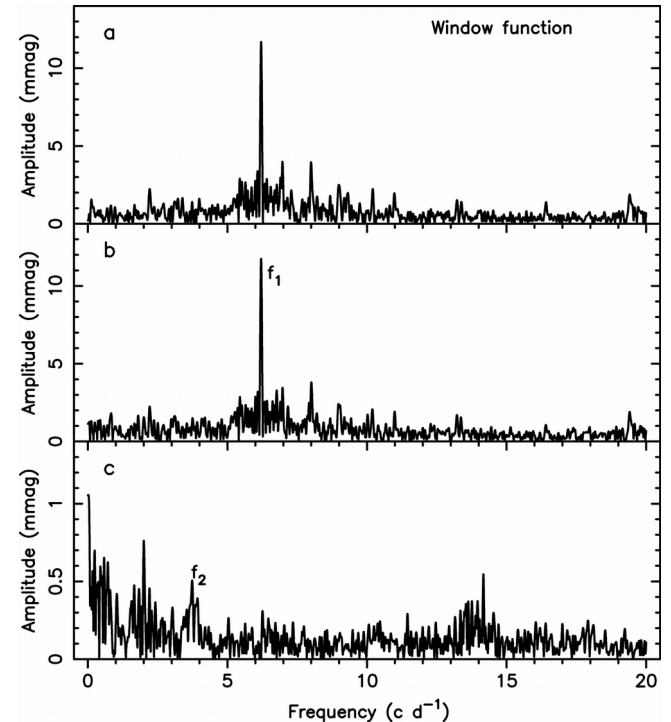 a
Window function
Amplitude (mmag)
10
5
0
b
f₁
Amplitude (mmag)
10
5
0
c
f₂
Amplitude (mmag)
1
0.5
0
0
5
10
15
20
Frequency (c d⁻¹)